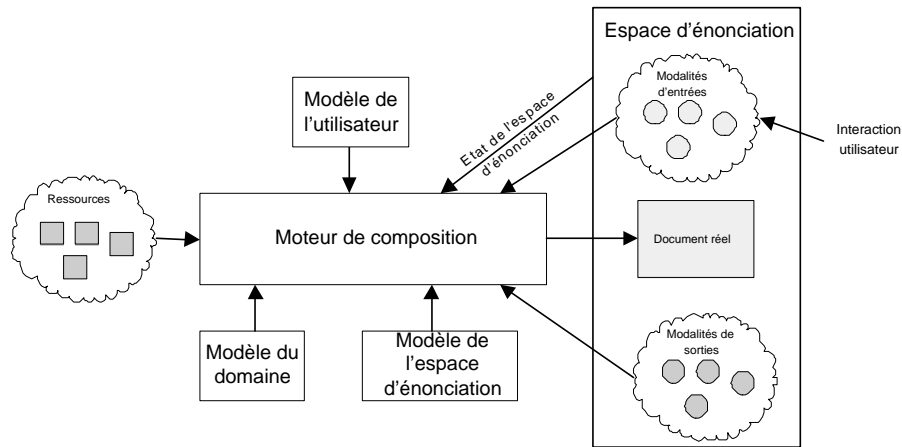 Espace d'énonciation
Modalités
d'entrées
Interaction
utilisateur
Etat de l'espace
d'énonciation
Modèle de
l'utilisateur
Ressources
Moteur de composition
Document réel
Modèle du
domaine
Modèle de
l'espace
d'énonciation
Modalités de
sorties